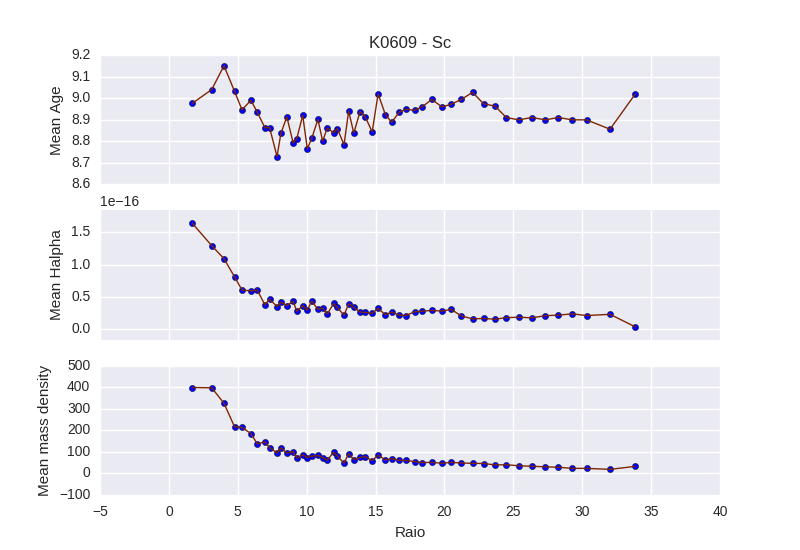 K0609 - Sc
9.2
9.1
9.0
8.9
8.8
8.7
8.6
Mean Age
1e−16
1.5
1.0
0.5
0.0
Mean Halpha
500
400
300
200
100
0
−100
Mean mass density
−5 0 5 10 15 20 25 30 35 40
Raio